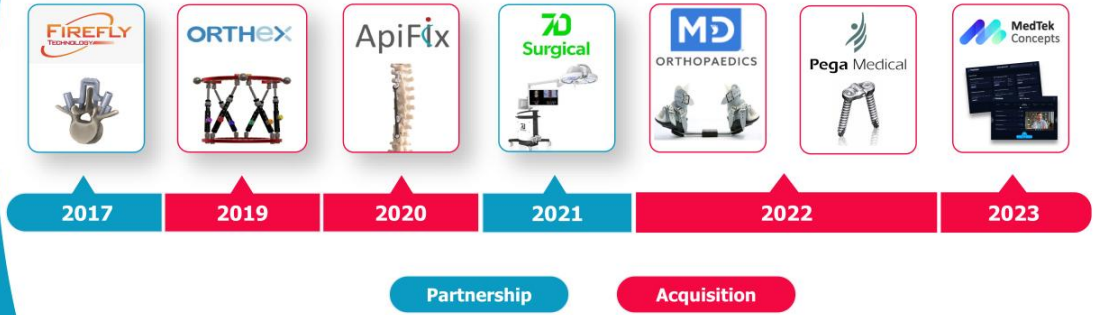 FIREFLY
TECHNOLOGY
ORTHEX
ApiFix
7D
Surgical
MD
ORTHOPAEDICS
Pega Medical
MedTek
Concepts
2017
2019
2020
2021
2022
2023
Partnership
Acquisition